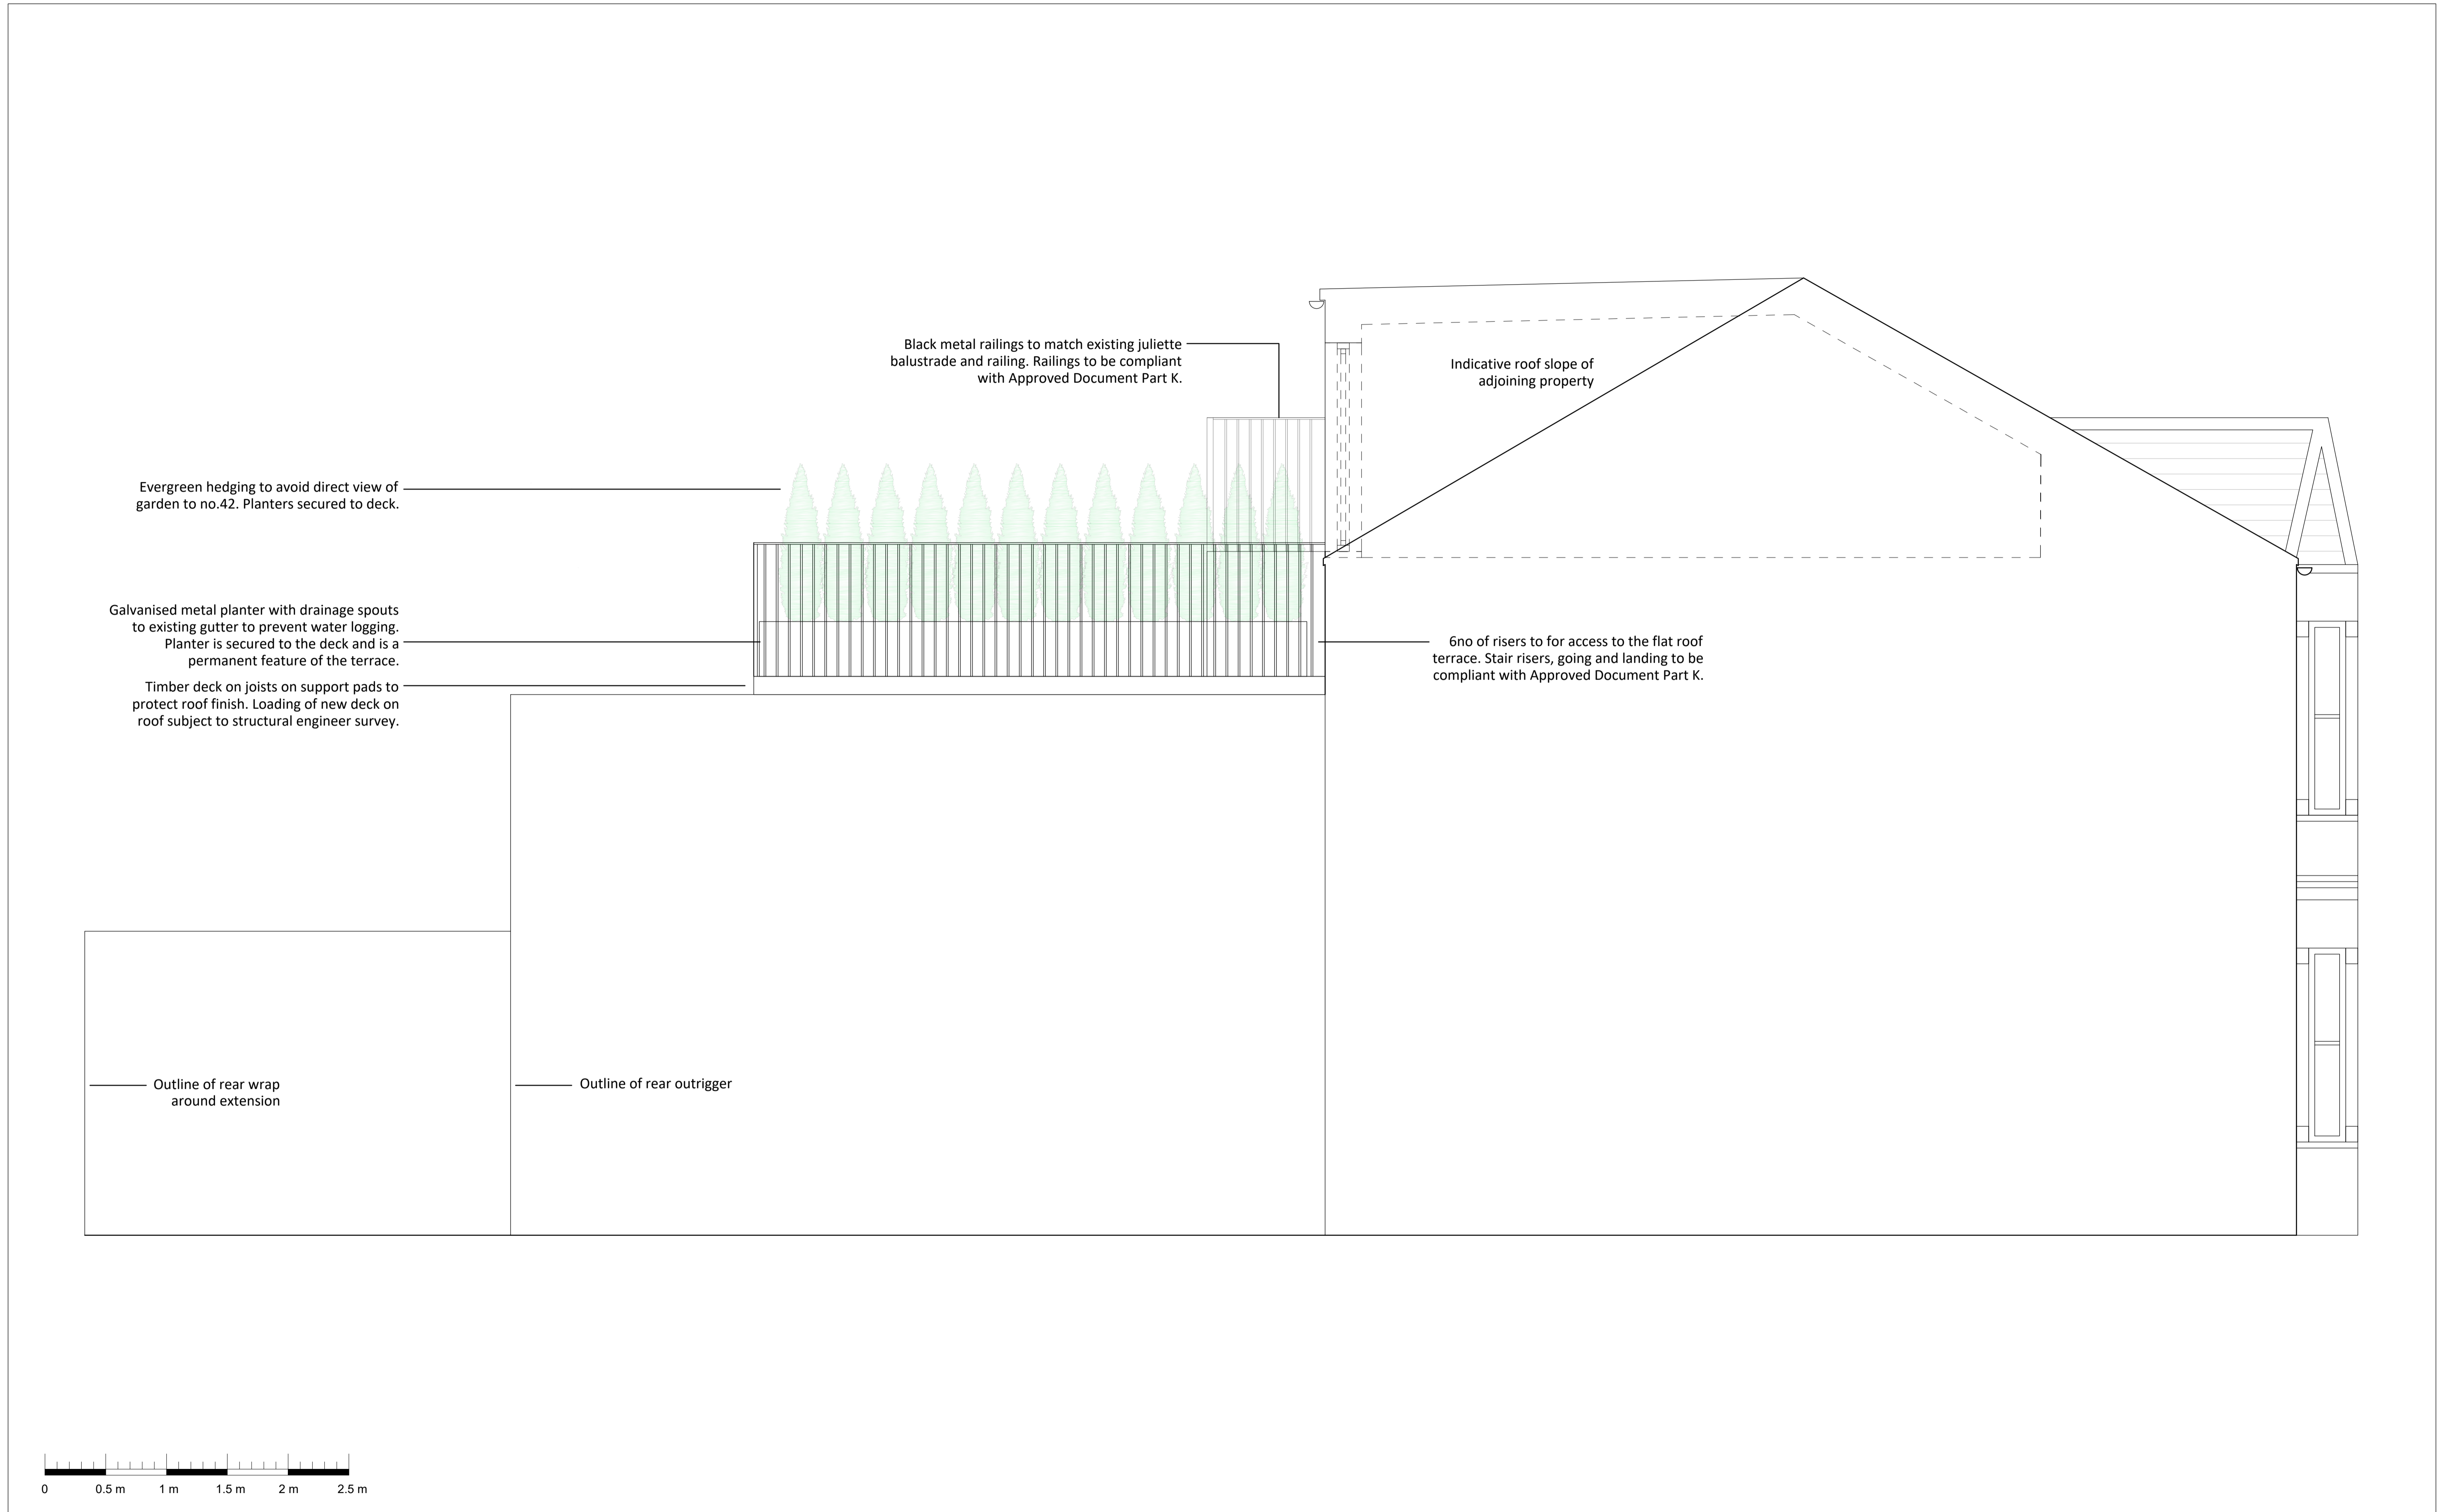 Black metal railings to match existing juliette
balustrade and railing. Railings to be compliant
with Approved Document Part K.
Indicative roof slope of
adjoining property
Evergreen hedging to avoid direct view of
garden to no.42. Planters secured to deck.
Galvanised metal planter with drainage spouts
to existing gutter to prevent water logging.
Planter is secured to the deck and is a
permanent feature of the terrace.
6no of risers to for access to the flat roof
terrace. Stair risers, going and landing to be
compliant with Approved Document Part K.
Timber deck on joists on support pads to
protect roof finish. Loading of new deck on
roof subject to structural engineer survey.
Outline of rear wrap
around extension
Outline of rear outrigger
0 0.5 m 1 m 1.5 m 2 m 2.5 m